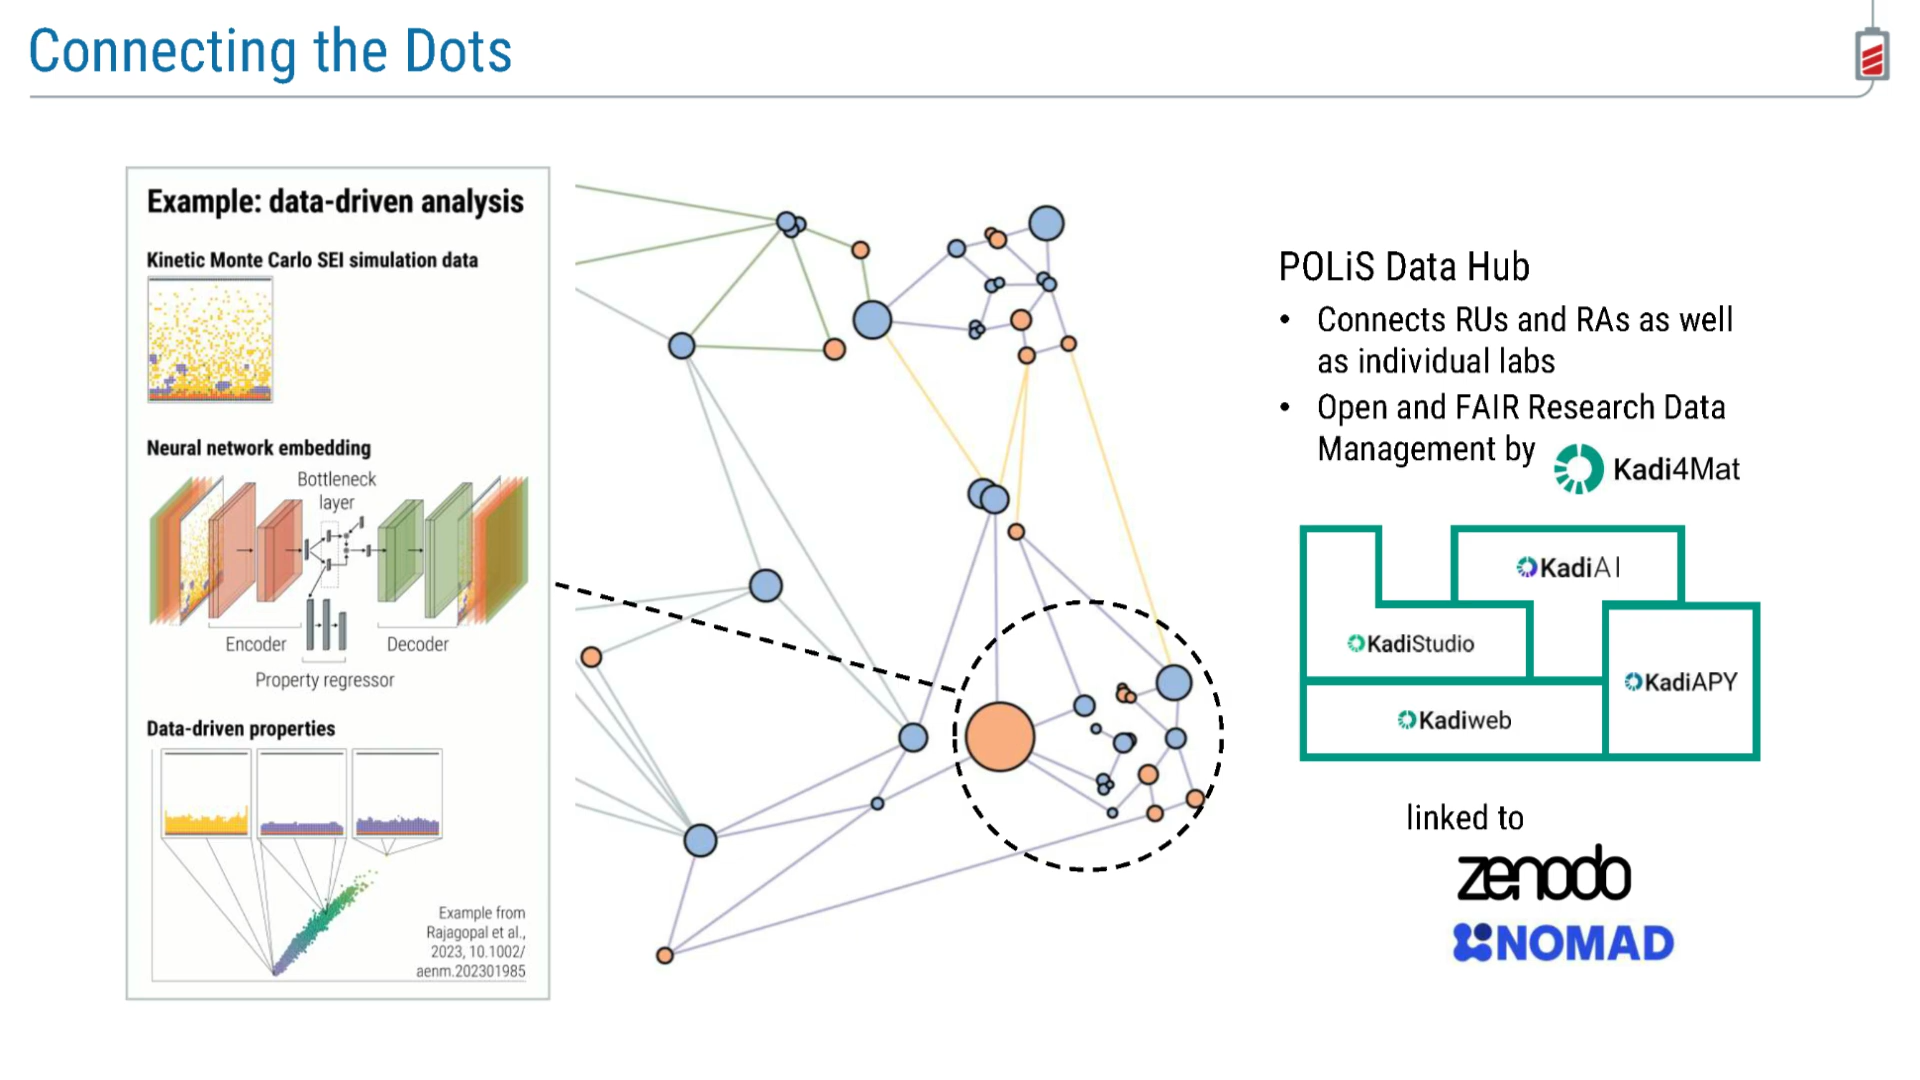 Connecting the Dots
Example: data-driven analysis
Kinetic Monte Carlo SEI simulation data
Neural network embedding
Bottleneck
layer
Encoder
Decoder
Property regressor
Data-driven properties
Example from
Rajagopal et al.,
2023, 10.1002/
aenm.202301985
POLiS Data Hub
• Connects RUs and RAs as well
as individual labs
• Open and FAIR Research Data
Management by
Kadi4Mat
KadiAI
KadiStudio
KadiAPY
Kadiweb
linked to
zenodo
NOMAD